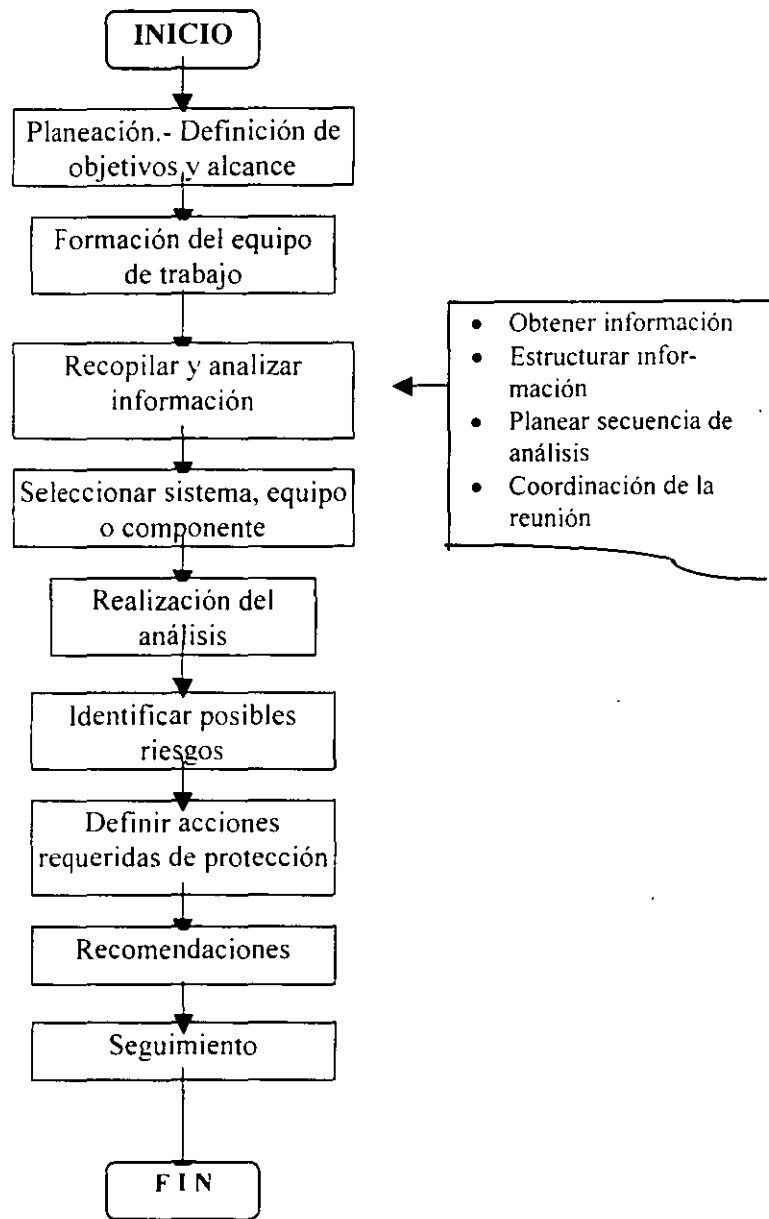 INICIO
Planeación.- Definición de
objetivos y alcance
Formación del equipo
de trabajo
Recopilar y analizar
información
• Obtener información
• Estructurar infor-
mación
• Planear secuencia de
análisis
• Coordinación de la
reunión
Seleccionar sistema, equipo
o componente
Realización del
análisis
Identificar posibles
riesgos
Definir acciones
requeridas de protección
Recomendaciones
Seguimiento
F I N